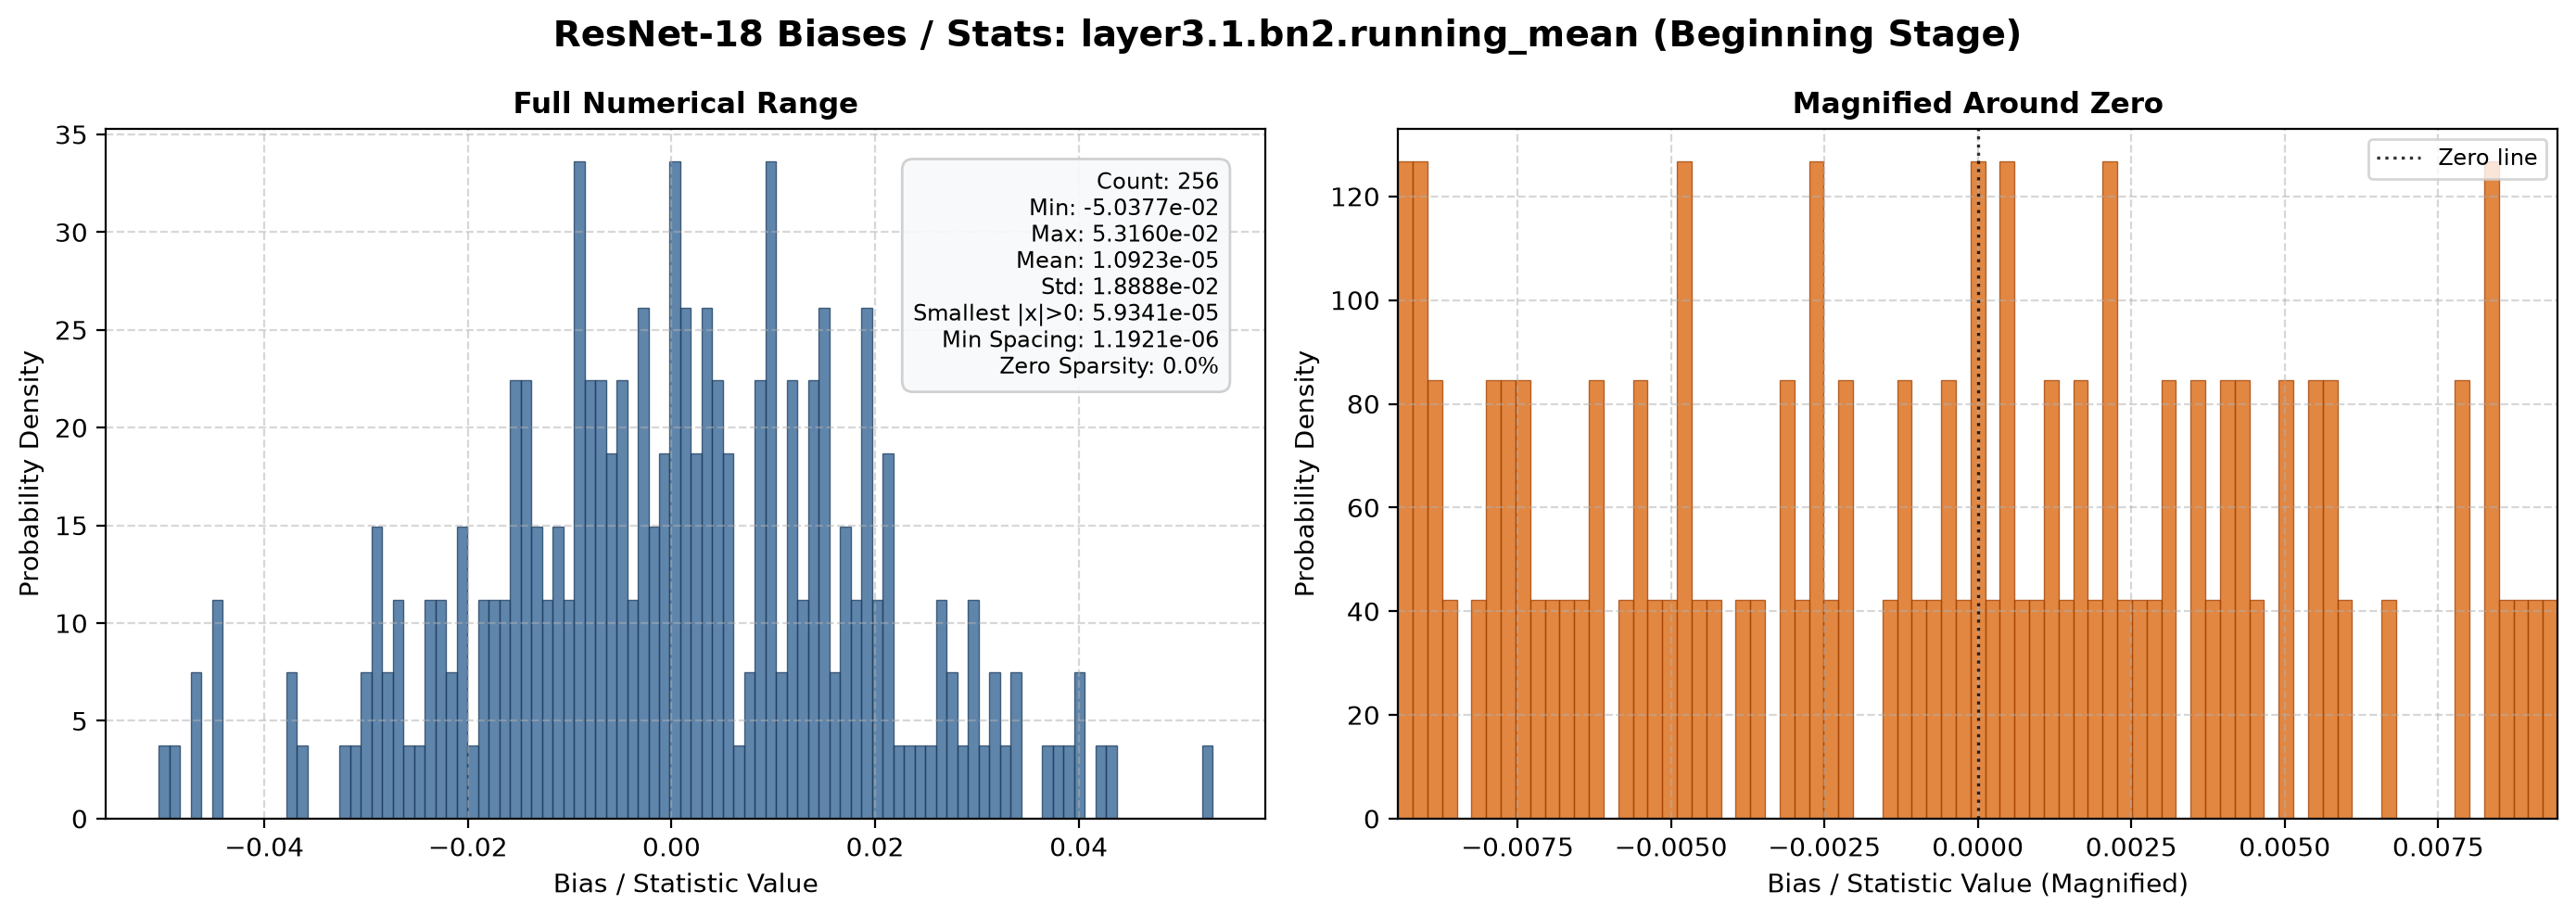 ResNet-18 Biases / Stats: layer3.1.bn2.running_mean (Beginning Stage)
Full Numerical Range
35
30
25
20
15
10
5
0
Probability Density
Count: 256
Min: -5.0377e-02
Max: 5.3160e-02
Mean: 1.0923e-05
Std: 1.8888e-02
Smallest |x|>0: 5.9341e-05
Min Spacing: 1.1921e-06
Zero Sparsity: 0.0%
−0.04 −0.02 0.00 0.02 0.04
Bias / Statistic Value
Magnified Around Zero
Zero line
120
100
80
60
40
20
0
Probability Density
−0.0075 −0.0050 −0.0025 0.0000 0.0025 0.0050 0.0075
Bias / Statistic Value (Magnified)